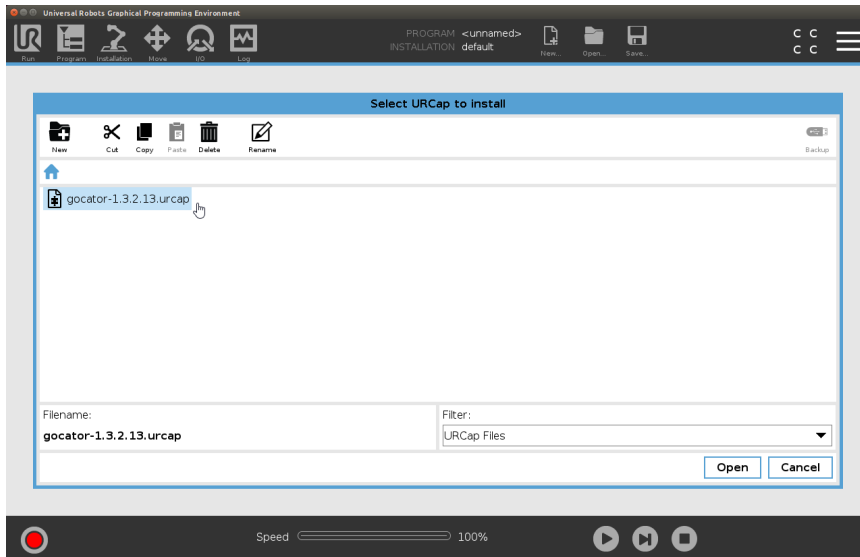 Universal Robots Graphical Programming Environment
UR
Run
Program
Installation
Move
I/O
Log
PROGRAM <unnamed>
INSTALLATION default
New...
Open...
Save...
C C
C C
Select URCap to install
New
Cut
Copy
Paste
Delete
Rename
Backup
gocator-1.3.2.13.urcap
Filename:
gocator-1.3.2.13.urcap
Filter:
URCap Files
Open
Cancel
Speed
100%